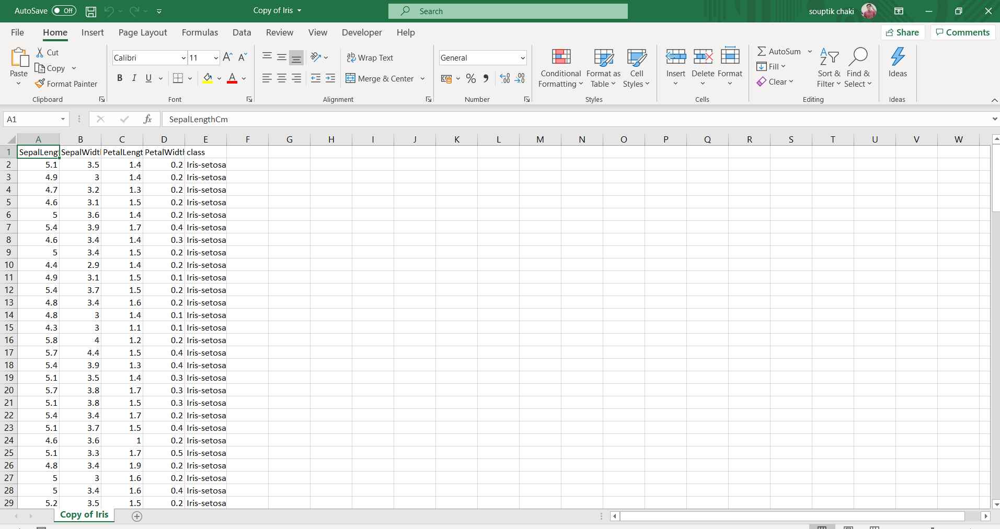 AutoSave Off Copy of Iris Search souptik chaki
File Home Insert Page Layout Formulas Data Review View Developer Help Share Comments
Paste Cut Copy Format Painter Clipboard
Calibri 11 B I U A Font
ab Wrap Text Merge & Center Alignment
General % Number
Conditional Formatting Format as Table Cell Styles Styles
Insert Delete Format Cells
AutoSum Fill Clear Sort & Filter Find & Select Editing
Ideas Ideas
A1 fx SepalLengthCm
A B C D E F G H I J K L M N O P Q R S T U V W
1 SepalLengt SepalWidth PetalLengt PetalWidth class
2 5.1 3.5 1.4 0.2 Iris-setosa
3 4.9 3 1.4 0.2 Iris-setosa
4 4.7 3.2 1.3 0.2 Iris-setosa
5 4.6 3.1 1.5 0.2 Iris-setosa
6 5 3.6 1.4 0.2 Iris-setosa
7 5.4 3.9 1.7 0.4 Iris-setosa
8 4.6 3.4 1.4 0.3 Iris-setosa
9 5 3.4 1.5 0.2 Iris-setosa
10 4.4 2.9 1.4 0.2 Iris-setosa
11 4.9 3.1 1.5 0.1 Iris-setosa
12 5.4 3.7 1.5 0.2 Iris-setosa
13 4.8 3.4 1.6 0.2 Iris-setosa
14 4.8 3 1.4 0.1 Iris-setosa
15 4.3 3 1.1 0.1 Iris-setosa
16 5.8 4 1.2 0.2 Iris-setosa
17 5.7 4.4 1.5 0.4 Iris-setosa
18 5.4 3.9 1.3 0.4 Iris-setosa
19 5.1 3.5 1.4 0.3 Iris-setosa
20 5.7 3.8 1.7 0.3 Iris-setosa
21 5.1 3.8 1.5 0.3 Iris-setosa
22 5.4 3.4 1.7 0.2 Iris-setosa
23 5.1 3.7 1.5 0.4 Iris-setosa
24 4.6 3.6 1 0.2 Iris-setosa
25 5.1 3.3 1.7 0.5 Iris-setosa
26 4.8 3.4 1.9 0.2 Iris-setosa
27 5 3 1.6 0.2 Iris-setosa
28 5 3.4 1.6 0.4 Iris-setosa
29 5.2 3.5 1.5 0.2 Iris-setosa
Copy of Iris